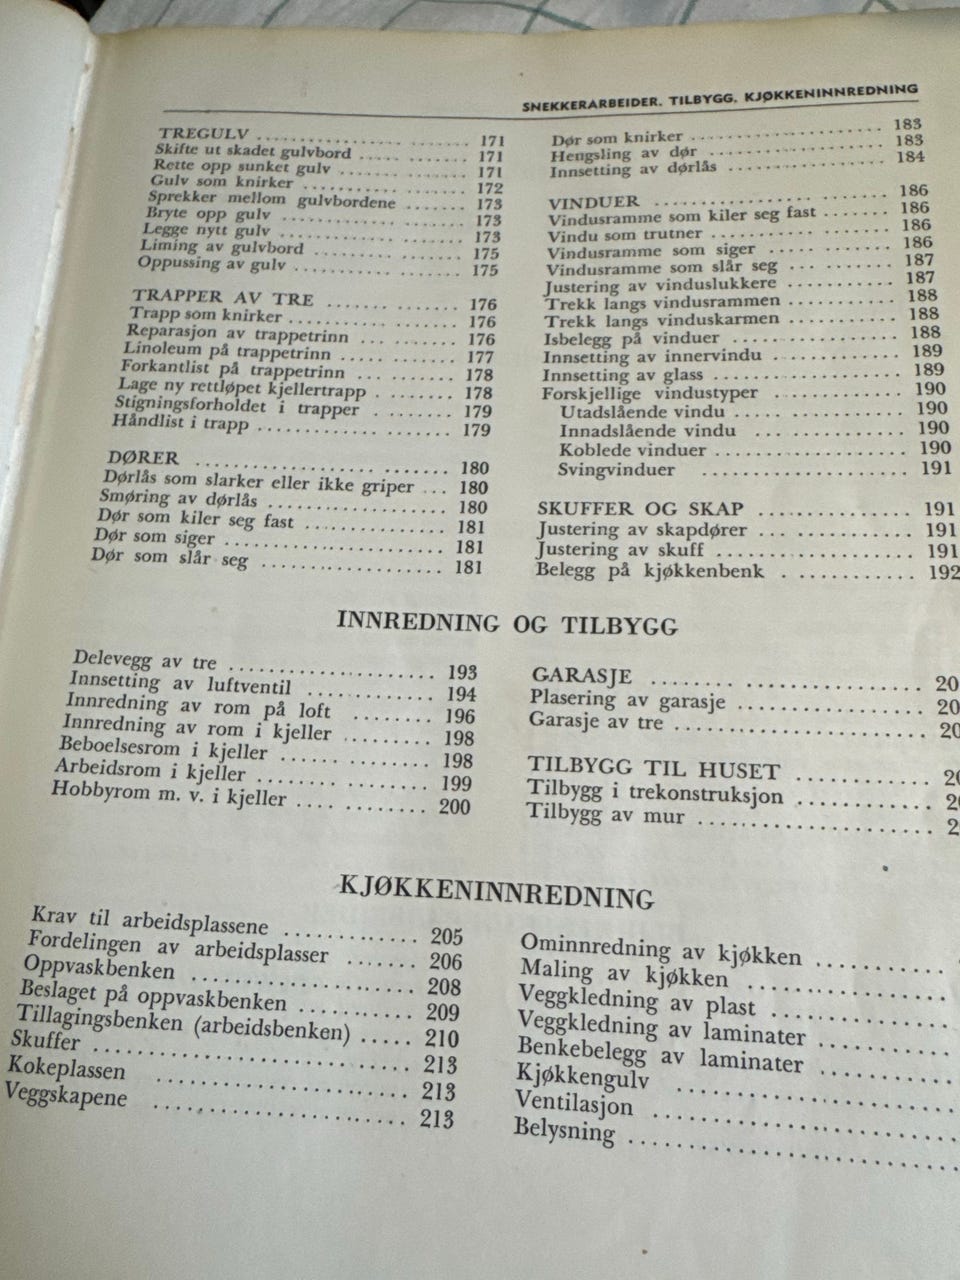 SNEKKERARBEIDER. TILBYGG. KJØKKENINNREDNING
TREGULV .................... 171
Skifte ut skadet gulvbord ........ 171
Rette opp sunket gulv .......... 171
Gulv som knirker ............. 172
Sprekker mellom gulvbordene ....... 173
Bryte opp gulv ............... 173
Legge nytt gulv .............. 173
Liming av gulvbord ............ 175
Oppussing av gulv ............. 175
TRAPPER AV TRE ............ 176
Trapp som knirker ............. 176
Reparasjon av trappetrinn ........ 176
Linoleum på trappetrinn ......... 177
Forkantlist på trappetrinn ........ 178
Lage ny rettløpet kjellertrapp ..... 178
Stigningsforholdet i trapper ...... 179
Håndlist i trapp ............... 179
DØRER ..................... 180
Dørlås som slarker eller ikke griper ... 180
Smøring av dørlås ............. 180
Dør som kiler seg fast .......... 181
Dør som siger ................ 181
Dør som slår seg .............. 181
Dør som knirker .............. 183
Hengsling av dør .............. 183
Innsetting av dørlås ............ 184
VINDUER ................... 186
Vindusramme som kiler seg fast ....... 186
Vindu som trutner ............. 186
Vindusramme som siger .......... 186
Vindusramme som slår seg ........ 187
Justering av vinduslukkere ........ 187
Trekk langs vindusrammen ........ 188
Trekk langs vinduskarmen ........ 188
Isbelegg på vinduer ............ 188
Innsetting av innervindu ......... 189
Innsetting av glass ............. 189
Forskjellige vindustyper ......... 190
Utadslående vindu ............ 190
Innadslående vindu ........... 190
Koblede vinduer ............. 190
Svingvinduer ............... 191
SKUFFER OG SKAP ........... 191
Justering av skapdører .......... 191
Justering av skuff ............. 191
Belegg på kjøkkenbenk .......... 192
INNREDNING OG TILBYGG
Delevegg av tre ............... 193
Innsetting av luftventil ......... 194
Innredning av rom på loft ....... 196
Innredning av rom i kjeller ....... 198
Beboelsesrom i kjeller .......... 198
Arbeidsrom i kjeller ............ 199
Hobbyrom m. v. i kjeller ......... 200
GARASJE ...................
Plasering av garasje ............
Garasje av tre ................
TILBYGG TIL HUSET ..........
Tilbygg i trekonstruksjon ........
Tilbygg av mur ...............
KJØKKENINNREDNING
Krav til arbeidsplassene ......... 205
Fordelingen av arbeidsplasser ...... 206
Oppvaskbenken ............... 208
Beslaget på oppvaskbenken ........ 209
Tillagingsbenken (arbeidsbenken) ..... 210
Skuffer ..................... 213
Kokeplassen ................. 213
Veggskapene ................. 213
Ominnredning av kjøkken .........
Maling av kjøkken .............
Veggkledning av plast ...........
Veggkledning av laminater ........
Benkebelegg av laminater .........
Kjøkkengulv .................
Ventilasjon ..................
Belysning ...................